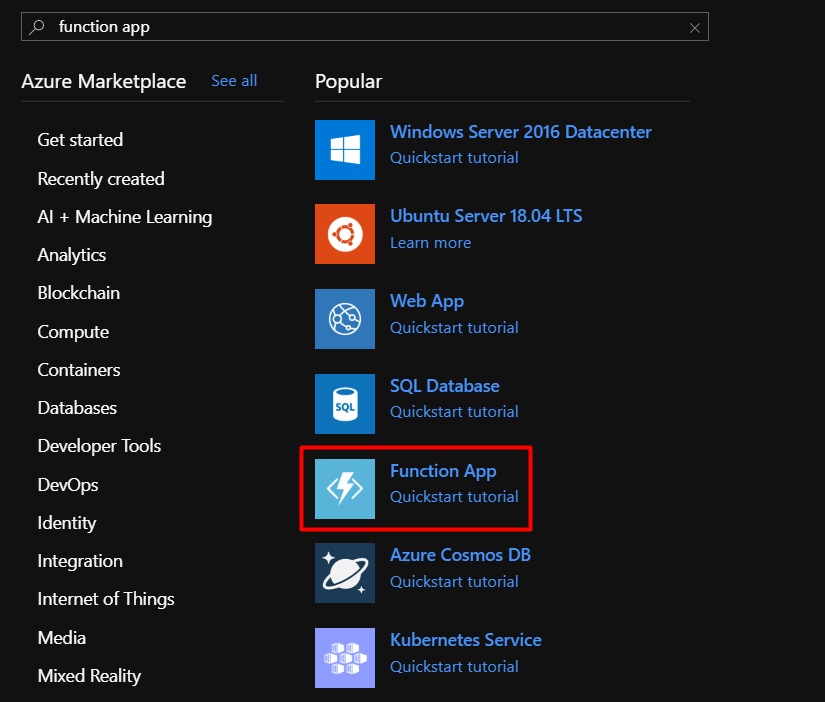 function app
Azure Marketplace
See all
Get started
Recently created
AI + Machine Learning
Analytics
Blockchain
Compute
Containers
Databases
Developer Tools
DevOps
Identity
Integration
Internet of Things
Media
Mixed Reality
Popular
Windows Server 2016 Datacenter
Quickstart tutorial
Ubuntu Server 18.04 LTS
Learn more
Web App
Quickstart tutorial
SQL
SQL Database
Quickstart tutorial
Function App
Quickstart tutorial
Azure Cosmos DB
Quickstart tutorial
Kubernetes Service
Quickstart tutorial